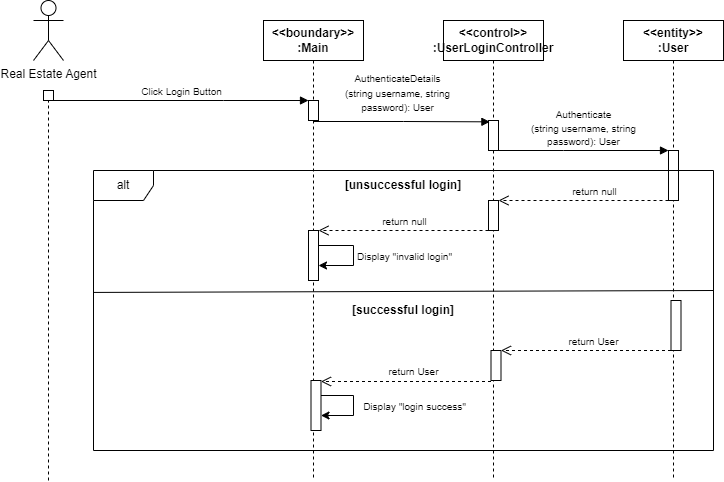 <<boundary>>
:Main
<<control>>
:UserLoginController
<<entity>>
:User
Real Estate Agent
Click Login Button
AuthenticateDetails
(string username, string
password): User
Authenticate
(string username, string
password): User
alt
[unsuccessful login]
return null
return null
Display "invalid login"
[successful login]
return User
return User
Display "login success"